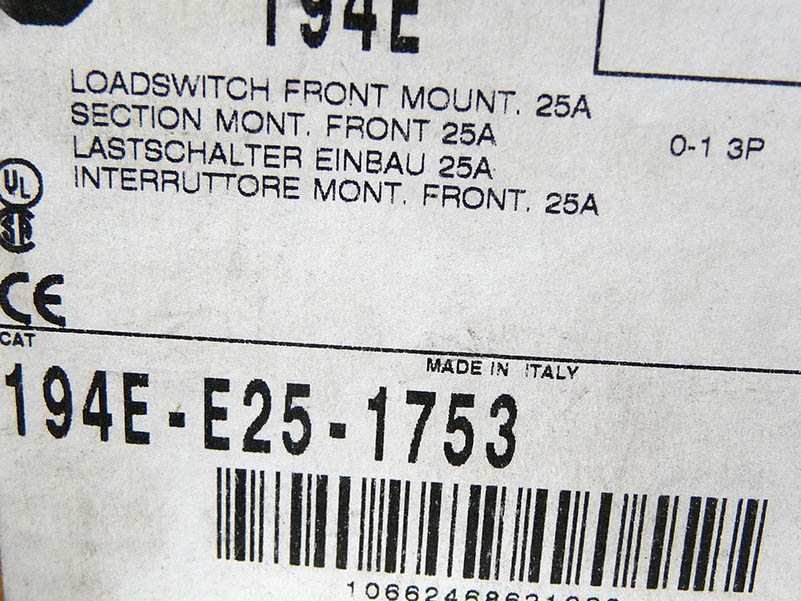 194E
LOADSWITCH FRONT MOUNT. 25A
SECTION MONT. FRONT 25A
LASTSCHALTER EINBAU 25A
INTERRUTTORE MONT. FRONT. 25A
0-1 3P
UL
CE
CAT
MADE IN ITALY
194E-E25-1753